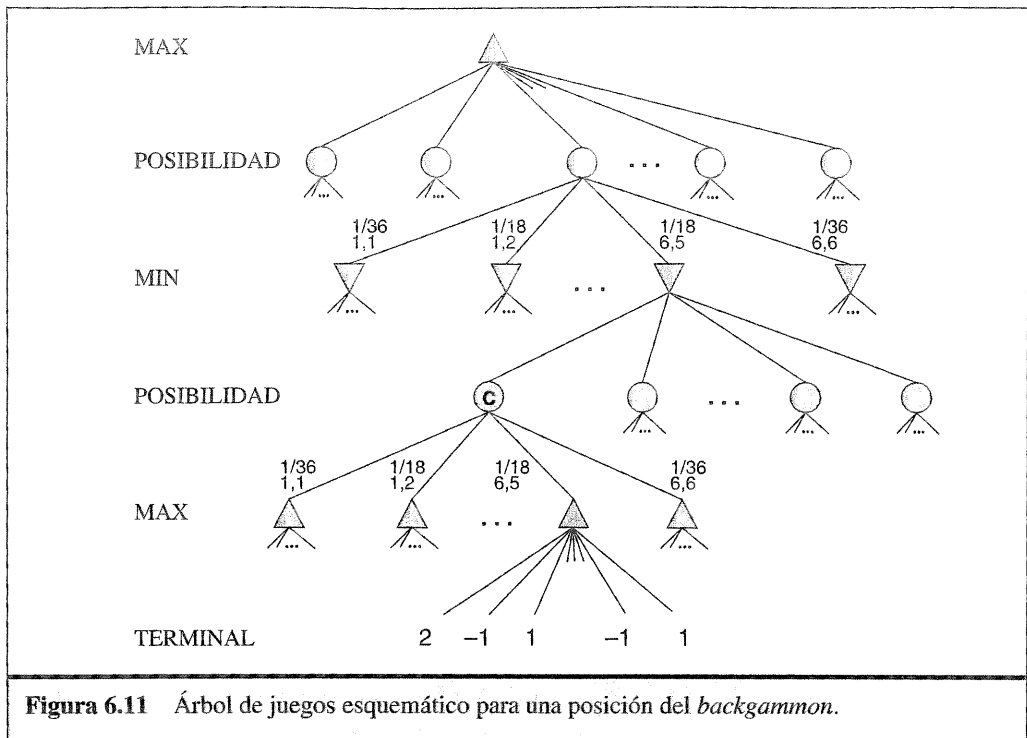 MAX
POSIBILIDAD
...
... ... ... ... ...
1/36 1/18 1/18 1/36
1,1 1,2 6,5 6,6
MIN
...
... ... ...
POSIBILIDAD C
...
... ... ... ...
1/36 1/18 1/18 1/36
1,1 1,2 6,5 6,6
MAX
...
... ... ...
TERMINAL 2 −1 1 −1 1
Figura 6.11 Árbol de juegos esquemático para una posición del backgammon.